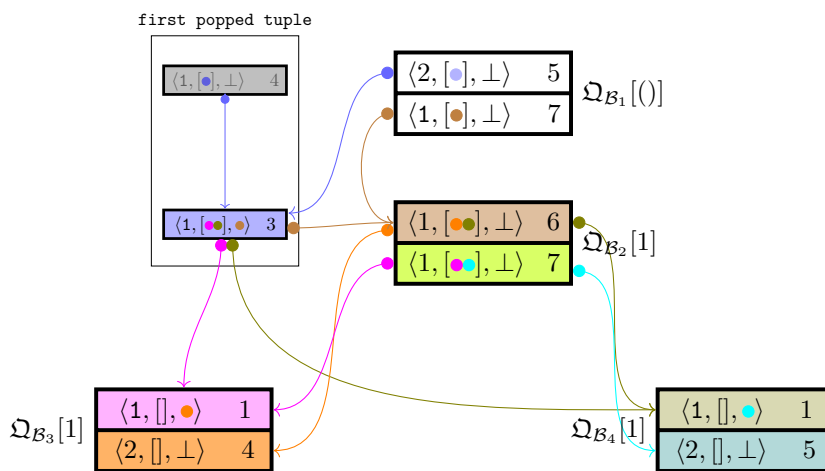 first popped tuple
⟨1,[●],⊥⟩ 4
⟨2,[●],⊥⟩ 5
⟨1,[●],⊥⟩ 7
𝔔_{ℬ₁}[()]
⟨1,[●●],●⟩ 3
⟨1,[●●],⊥⟩ 6
⟨1,[●●],⊥⟩ 7
𝔔_{ℬ₂}[1]
⟨1,[],●⟩ 1
⟨2,[],⊥⟩ 4
𝔔_{ℬ₃}[1]
⟨1,[],●⟩ 1
⟨2,[],⊥⟩ 5
𝔔_{ℬ₄}[1]